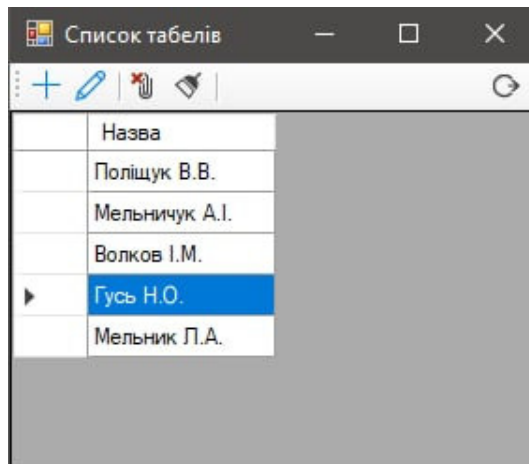 Список табелів
Назва
Поліщук В.В.
Мельничук А.І.
Волков І.М.
Гусь Н.О.
Мельник Л.А.